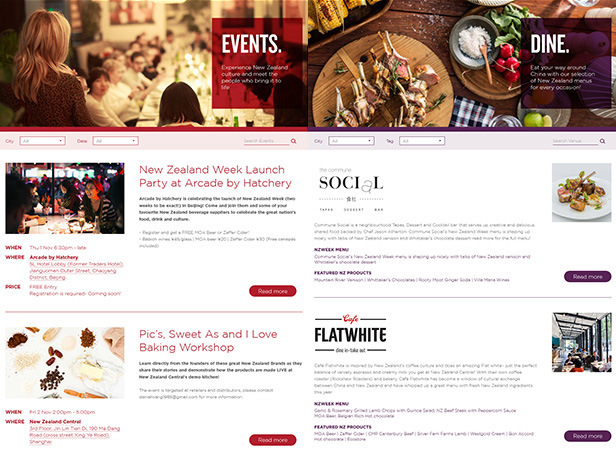 EVENTS.
Experience New Zealand
culture and meet the
people who bring it to
life
City All Date All Search Events
New Zealand Week Launch
Party at Arcade by Hatchery
Arcade by Hatchery is celebrating the launch of New Zealand Week (two
weeks to be exact!) in Beijing! Come and join them and some of your
favourite New Zealand beverage suppliers to celebrate the great nation's
food, drink and culture.
- Register and get a FREE MOA Beer or Zeffer Cider!
- Babich wines ¥45/glass / MOA beer ¥20 / Zeffer Cider ¥30 (Free canapes
included!)
WHEN Thu 1 Nov 6:30pm - late
WHERE Arcade by Hatchery
5L Hotel Lobby (Former Traders Hotel),
Jianguomen Outer Street, Chaoyang
District, Beijing
PRICE FREE Entry
Registration is required- Coming soon!
Read more
Pic's, Sweet As and I Love
Baking Workshop
Learn directly from the founders of these great New Zealand Brands as they
share their stories and demonstrate how the products are made LIVE at
New Zealand Central's demo kitchen!
The event is targeted at retailers and distributors, please contact
for more information
WHEN Fri 2 Nov 2:00pm - 5:00pm
WHERE New Zealand Central
3rd Floor, Jin Lin Tian Di, 195 Ma Dang
Road (cross street Xing Ye Road),
Shanghai
Read more
DINE.
Eat your way around
China with our selection
of New Zealand menus
for every occasion!
City All Tag All Search Venue
the commune
SOCIAL
食社
TAPAS DESSERT BAR
Commune Social is a neighbourhood Tapas, Dessert and Cocktail bar that serves up creative and delicious
shared food backed by Chef Jason Atherton. Commune Social's New Zealand Week menu is shaping up
nicely with talks of New Zealand venison and Whittaker's chocolate dessert read more for the full menu!
NZWEEK MENU
Commune Social's New Zealand Week menu is shaping up nicely with talks of New Zealand venison and
Whittaker's chocolate dessert
FEATURED NZ PRODUCTS
Mountain River Venison | Whittaker's Chocolates | Rocty Most Ginger Soda | Ville Maria Wines
Read more
Cafe
FLATWHITE
dine in-take out
Café Flatwhite is inspired by New Zealand's coffee culture and does an amazing Flat white- just the perfect
balance of velvety espresso and creamy milk you get at New Zealand Central! With their own coffee
roaster (Rickshaw Roasters) and bakery, Café Flatwhite has become a window of cultural exchange
between China and New Zealand and have whipped up a great menu with fresh New Zealand ingredients
this year!
NZWEEK MENU
Garlic & Rosemary Grilled Lamb Chops with Quince Salad, NZ Beef Steak with Peppercorn Sauce
MOA Beer, Belgian Rich Hot chocolate
FEATURED NZ PRODUCTS
MOA Beer | Zeffer Cider | CMP Canterbury Beef | Silver Fern Farms Lamb | Westgold Cream | Bon Accord
Hot chocolate | Ecostore
Read more